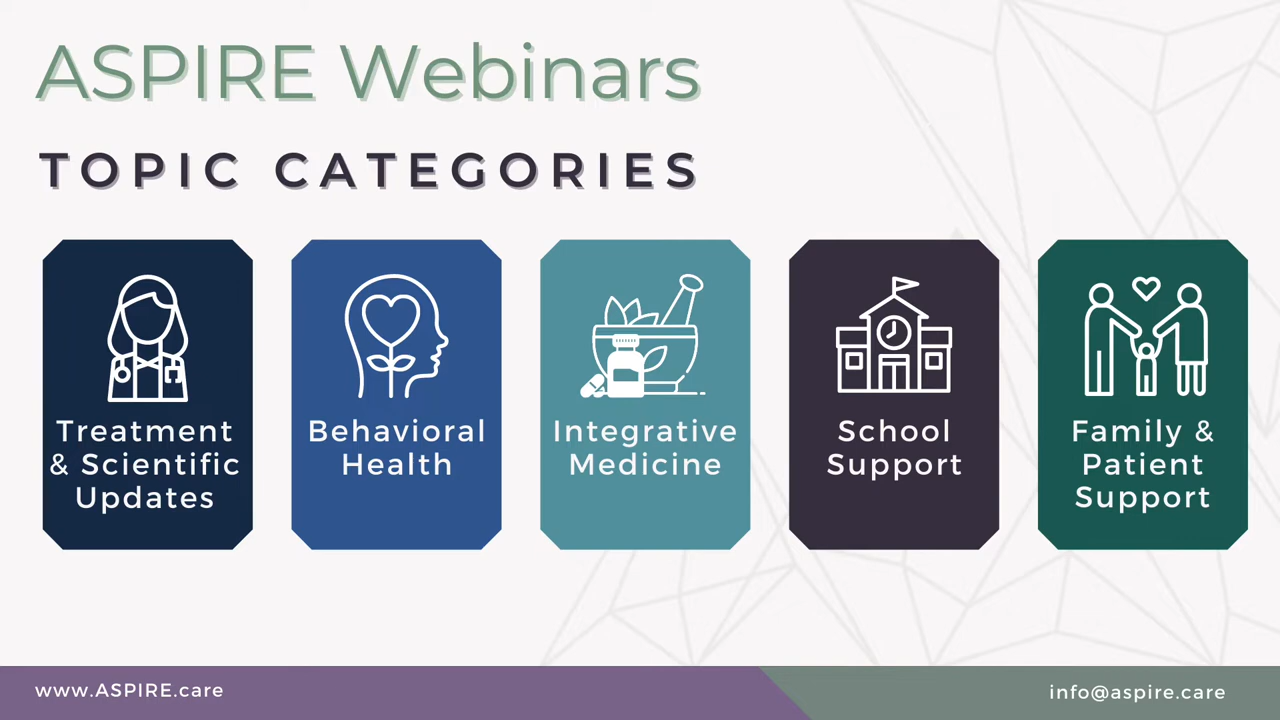 ASPIRE Webinars
TOPIC CATEGORIES
Treatment
& Scientific
Updates
Behavioral
Health
Integrative
Medicine
School
Support
Family &
Patient
Support
www.ASPIRE.care
info@aspire.care